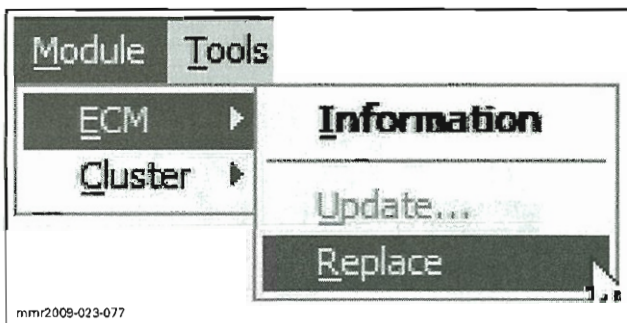 Module Tools
ECM Information
Cluster
Update...
Replace
mmr2009-023-077